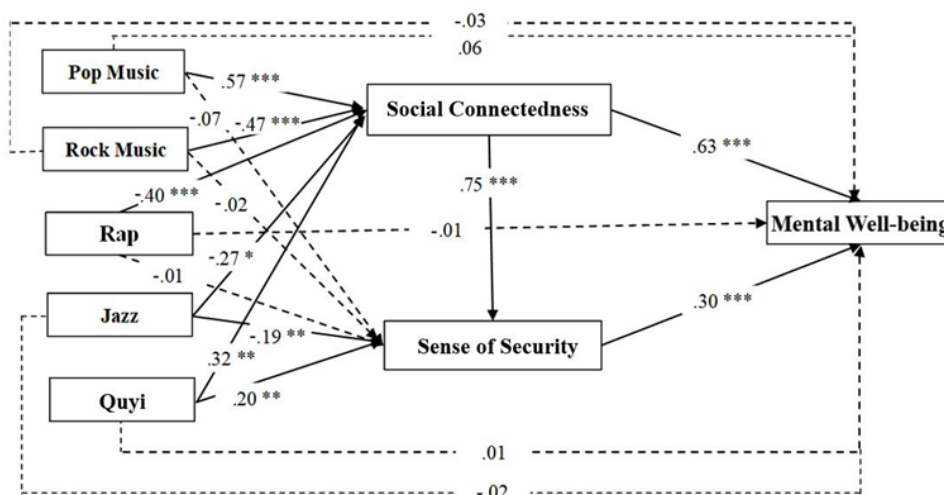 -.03
.06
Pop Music
.57 ***
Social Connectedness
-.07
-.47 ***
Rock Music
.63 ***
.75 ***
-.40 ***
-.02
Rap
-.01
Mental Well-being
-.27 *
-.01
.30 ***
Jazz
-.19 **
Sense of Security
.32 **
Quyi
.20 **
.01
-.02